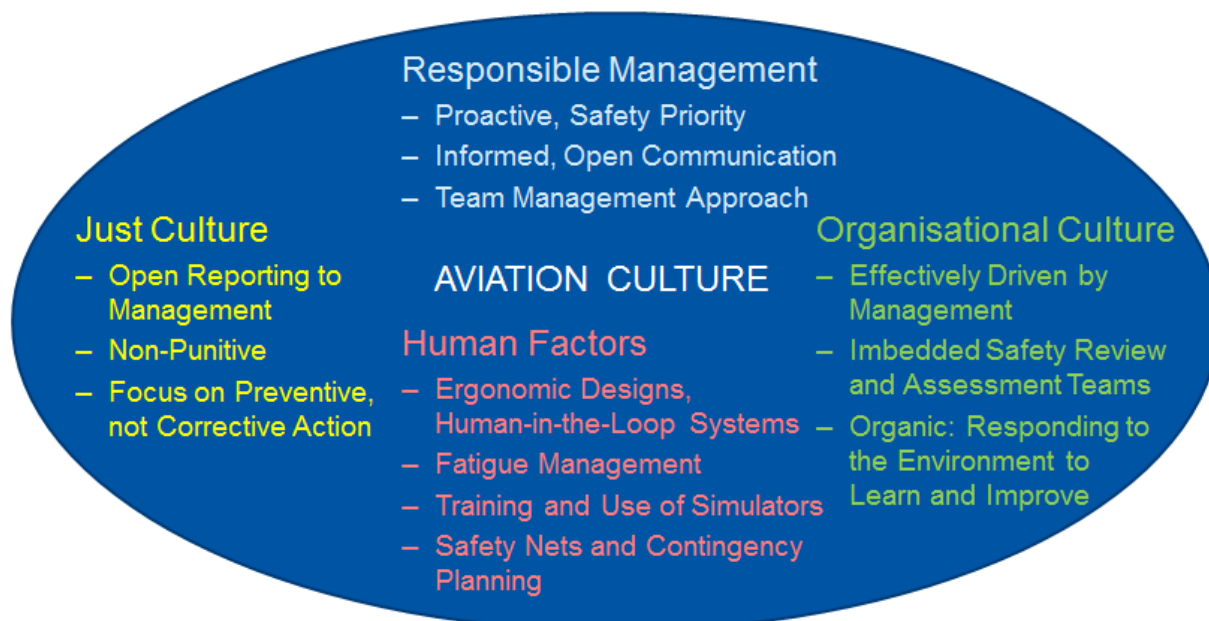 Responsible Management
– Proactive, Safety Priority
– Informed, Open Communication
– Team Management Approach
Just Culture
– Open Reporting to
Management
– Non-Punitive
– Focus on Preventive,
not Corrective Action
AVIATION CULTURE
Human Factors
– Ergonomic Designs,
Human-in-the-Loop Systems
– Fatigue Management
– Training and Use of Simulators
– Safety Nets and Contingency
Planning
Organisational Culture
– Effectively Driven by
Management
– Imbedded Safety Review
and Assessment Teams
– Organic: Responding to
the Environment to
Learn and Improve